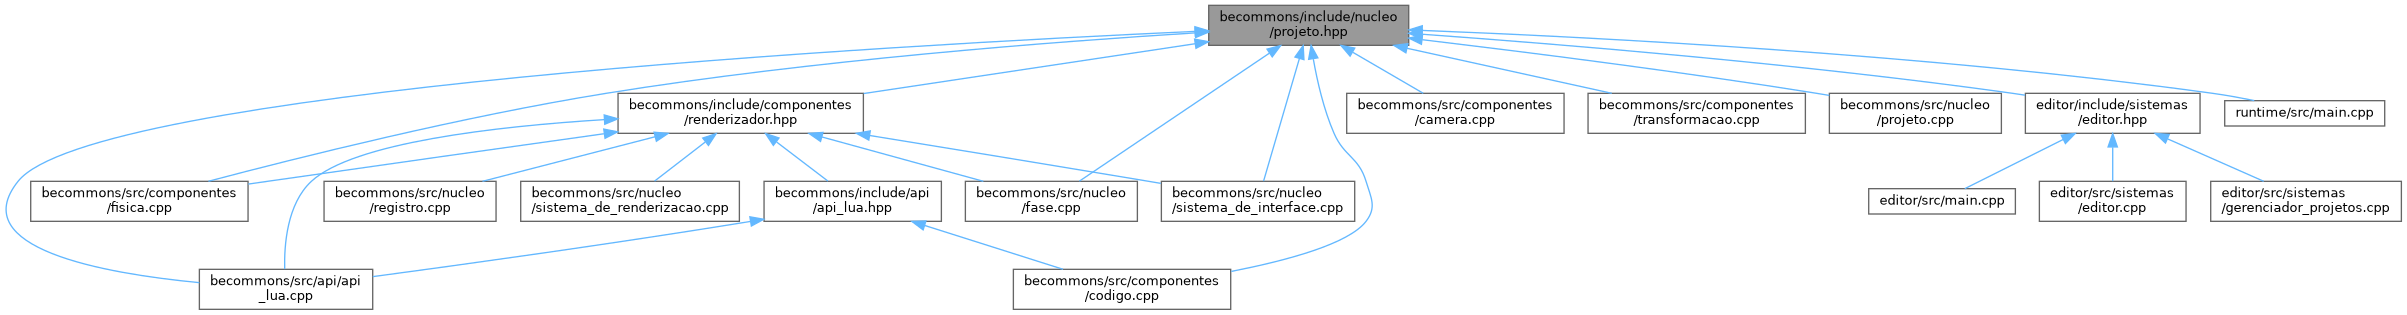 becommons/include/nucleo
/projeto.hpp
becommons/include/componentes
/renderizador.hpp
becommons/src/componentes
/camera.cpp
becommons/src/componentes
/transformacao.cpp
becommons/src/nucleo
/projeto.cpp
editor/include/sistemas
/editor.hpp
runtime/src/main.cpp
becommons/src/componentes
/fisica.cpp
becommons/src/nucleo
/registro.cpp
becommons/src/nucleo
/sistema_de_renderizacao.cpp
becommons/include/api
/api_lua.hpp
becommons/src/nucleo
/fase.cpp
becommons/src/nucleo
/sistema_de_interface.cpp
editor/src/main.cpp
editor/src/sistemas
/editor.cpp
editor/src/sistemas
/gerenciador_projetos.cpp
becommons/src/api/api
_lua.cpp
becommons/src/componentes
/codigo.cpp